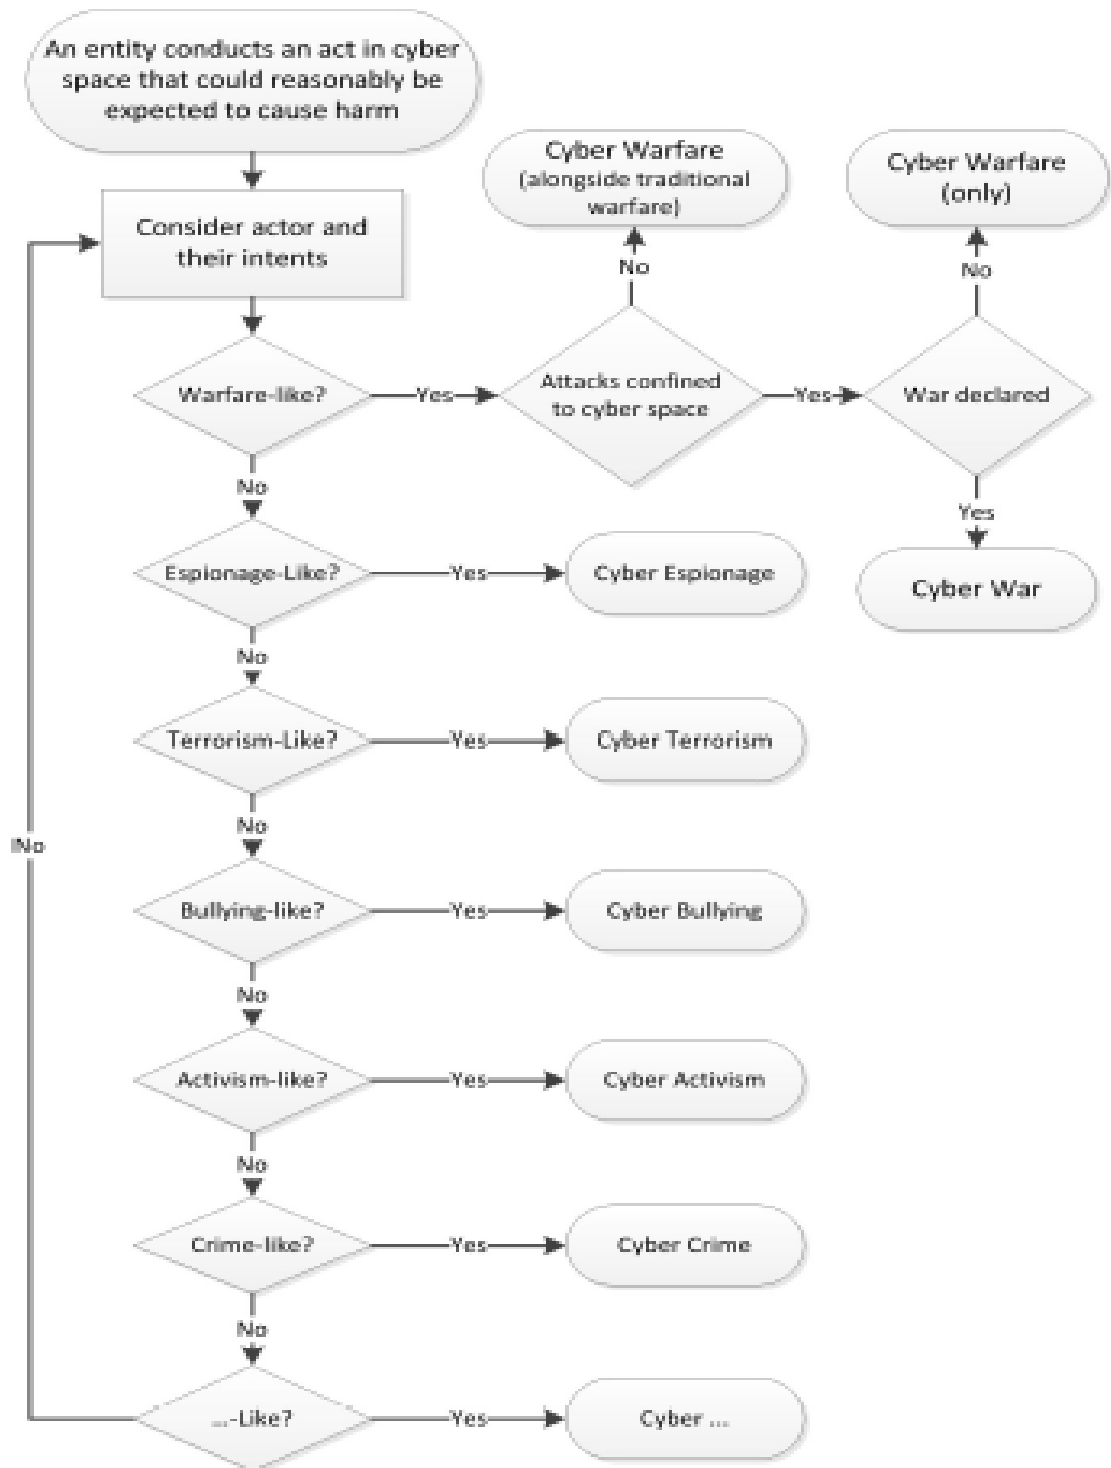 An entity conducts an act in cyber
space that could reasonably be
expected to cause harm
Consider actor and
their intents
Cyber Warfare
(alongside traditional
warfare)
Cyber Warfare
(only)
No
No
Warfare-like?
Yes
Attacks confined
to cyber space
Yes
War declared
No
Yes
Espionage-Like?
Yes
Cyber Espionage
Cyber War
No
Terrorism-Like?
Yes
Cyber Terrorism
No
No
Bullying-like?
Yes
Cyber Bullying
No
Activism-like?
Yes
Cyber Activism
No
Crime-like?
Yes
Cyber Crime
No
...-Like?
Yes
Cyber ...